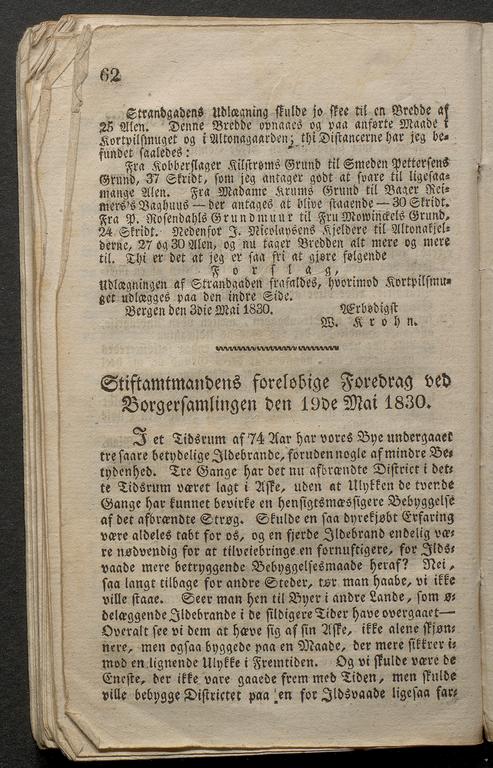 62
Strandgadens Udlægning skulde jo skee til en Bredde af
25 Alen. Denne Bredde opnaaes og paa anførte Maade i
Kortpilsmuget og i Altonagaarden; thi Distancerne har jeg be-
fundet saaledes:
Fra Kobberslager Kilstrøms Grund til Smeden Pettersens
Grund, 37 Skridt, som jeg antager godt at svare til ligesaa-
mange Alen. Fra Madame Krums Grund til Bager Rei-
mers's Baghuus — der antages at blive staaende — 30 Skridt.
Fra P. Rosendahls Grundmuur til Fru Mowinckels Grund,
24 Skridt. Nedenfor J. Nicolaysens Kjeldere til Altonakjel-
derne, 27 og 30 Alen, og nu tager Bredden alt mere og mere
til. Thi er det at jeg er saa fri at gjøre følgende
Forslag,
Udlægningen af Strandgaden frafaldes, hvorimod Kortpilsmu-
get udlægges paa den indre Side.
Bergen den 3die Mai 1830. Ærbødigst
W. Krohn.
Stiftamtmandens foreløbige Foredrag ved
Borgersamlingen den 19de Mai 1830.
I et Tidsrum af 74 Aar har vores Bye undergaaet
tre saare betydelige Ildebrande, foruden nogle af mindre Be-
tydenhed. Tre Gange har det nu afbrændte District i det-
te Tidsrum været lagt i Aske, uden at Ulykken de tvende
Gange har kunnet bevirke en hensigtsmæssigere Bebyggelse
af det afbrændte Strøg. Skulde en saa dyrekjøbt Erfaring
være aldeles tabt for os, og en fjerde Ildebrand endelig væ-
re nødvendig for at tilveiebringe en fornuftigere, for Ilds-
vaade mere betryggende Bebyggelsesmaade heraf? Nei,
saa langt tilbage for andre Steder, tør man haabe, vi ikke
ville staae. Seer man hen til Byer i andre Lande, som ø-
delæggende Ildebrande i de sildigere Tider have overgaaet —
Overalt see vi dem at hæve sig af sin Aske, ikke alene skjøn-
nere, men ogsaa byggede paa en Maade, der mere sikkrer i-
mod en lignende Ulykke i Fremtiden. Og vi skulde være de
Eneste, der ikke vare gaaede frem med Tiden, men skulde
ville bebygge Districtet paa en for Ildsvaade ligesaa far-